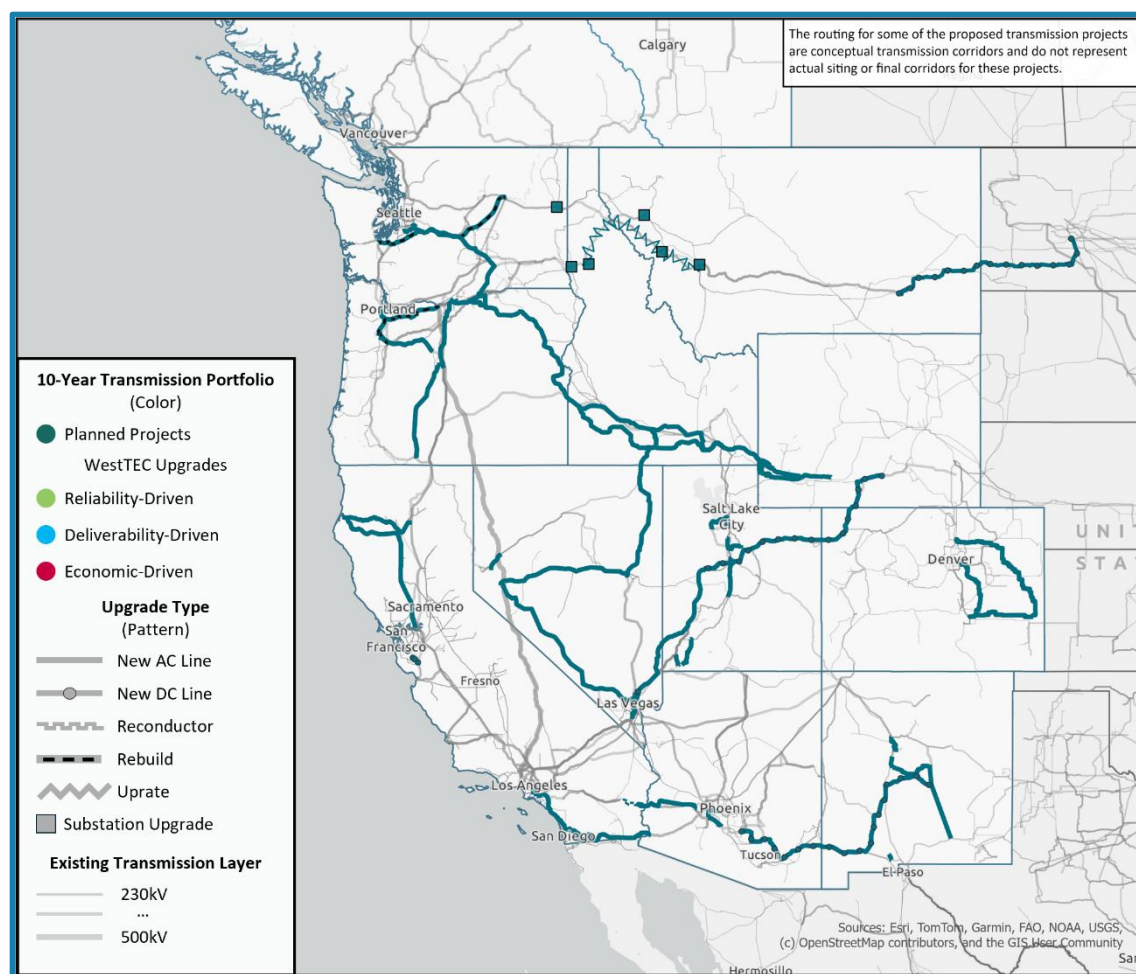 The routing for some of the proposed transmission projects
are conceptual transmission corridors and do not represent
actual siting or final corridors for these projects.
Calgary
Vancouver
Seattle
Portland
Salt Lake
City
Denver
UNI
STA
Sacramento
San
Francisco
Fresno
Las Vegas
Los Angeles
San Diego
Phoenix
Tucson
El Paso
Hermosillo
San
10-Year Transmission Portfolio
(Color)
Planned Projects
WestTEC Upgrades
Reliability-Driven
Deliverability-Driven
Economic-Driven
Upgrade Type
(Pattern)
New AC Line
New DC Line
Reconductor
Rebuild
Uprate
Substation Upgrade
Existing Transmission Layer
230kV
...
500kV
Sources: Esri, TomTom, Garmin, FAO, NOAA, USGS,
(c) OpenStreetMap contributors, and the GIS User Community